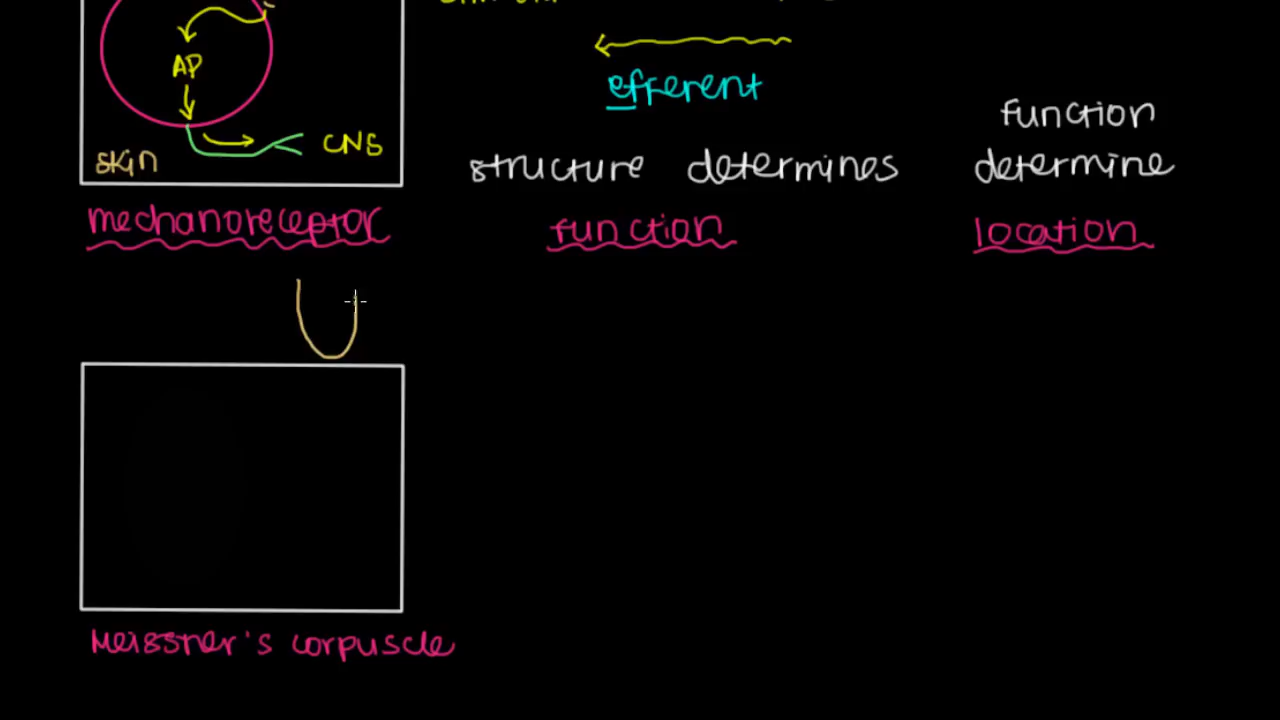 efferent
AP
CNS
skin
function
structure determines
determine
mechanoreceptor
function
location
Meissner's corpuscle